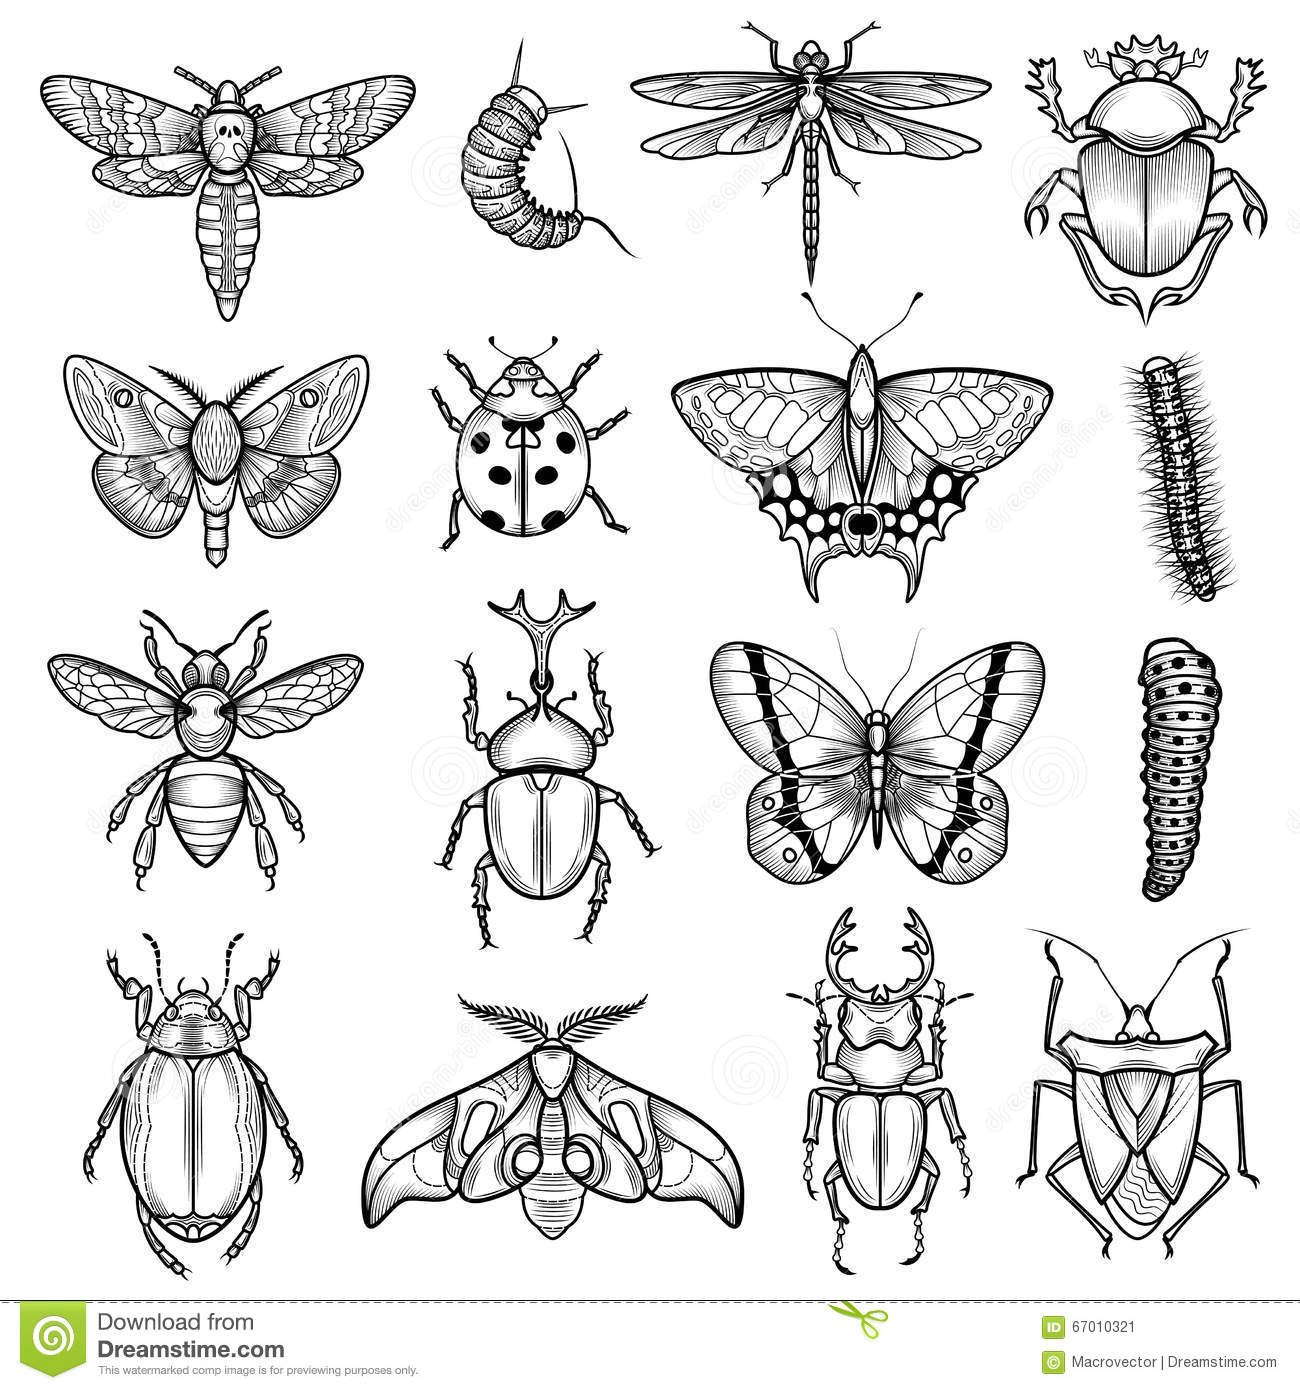 Download from
Dreamstime.com
This watermarked comp image is for previewing purposes only.
ID 67010321
© Macrovector | Dreamstime.com